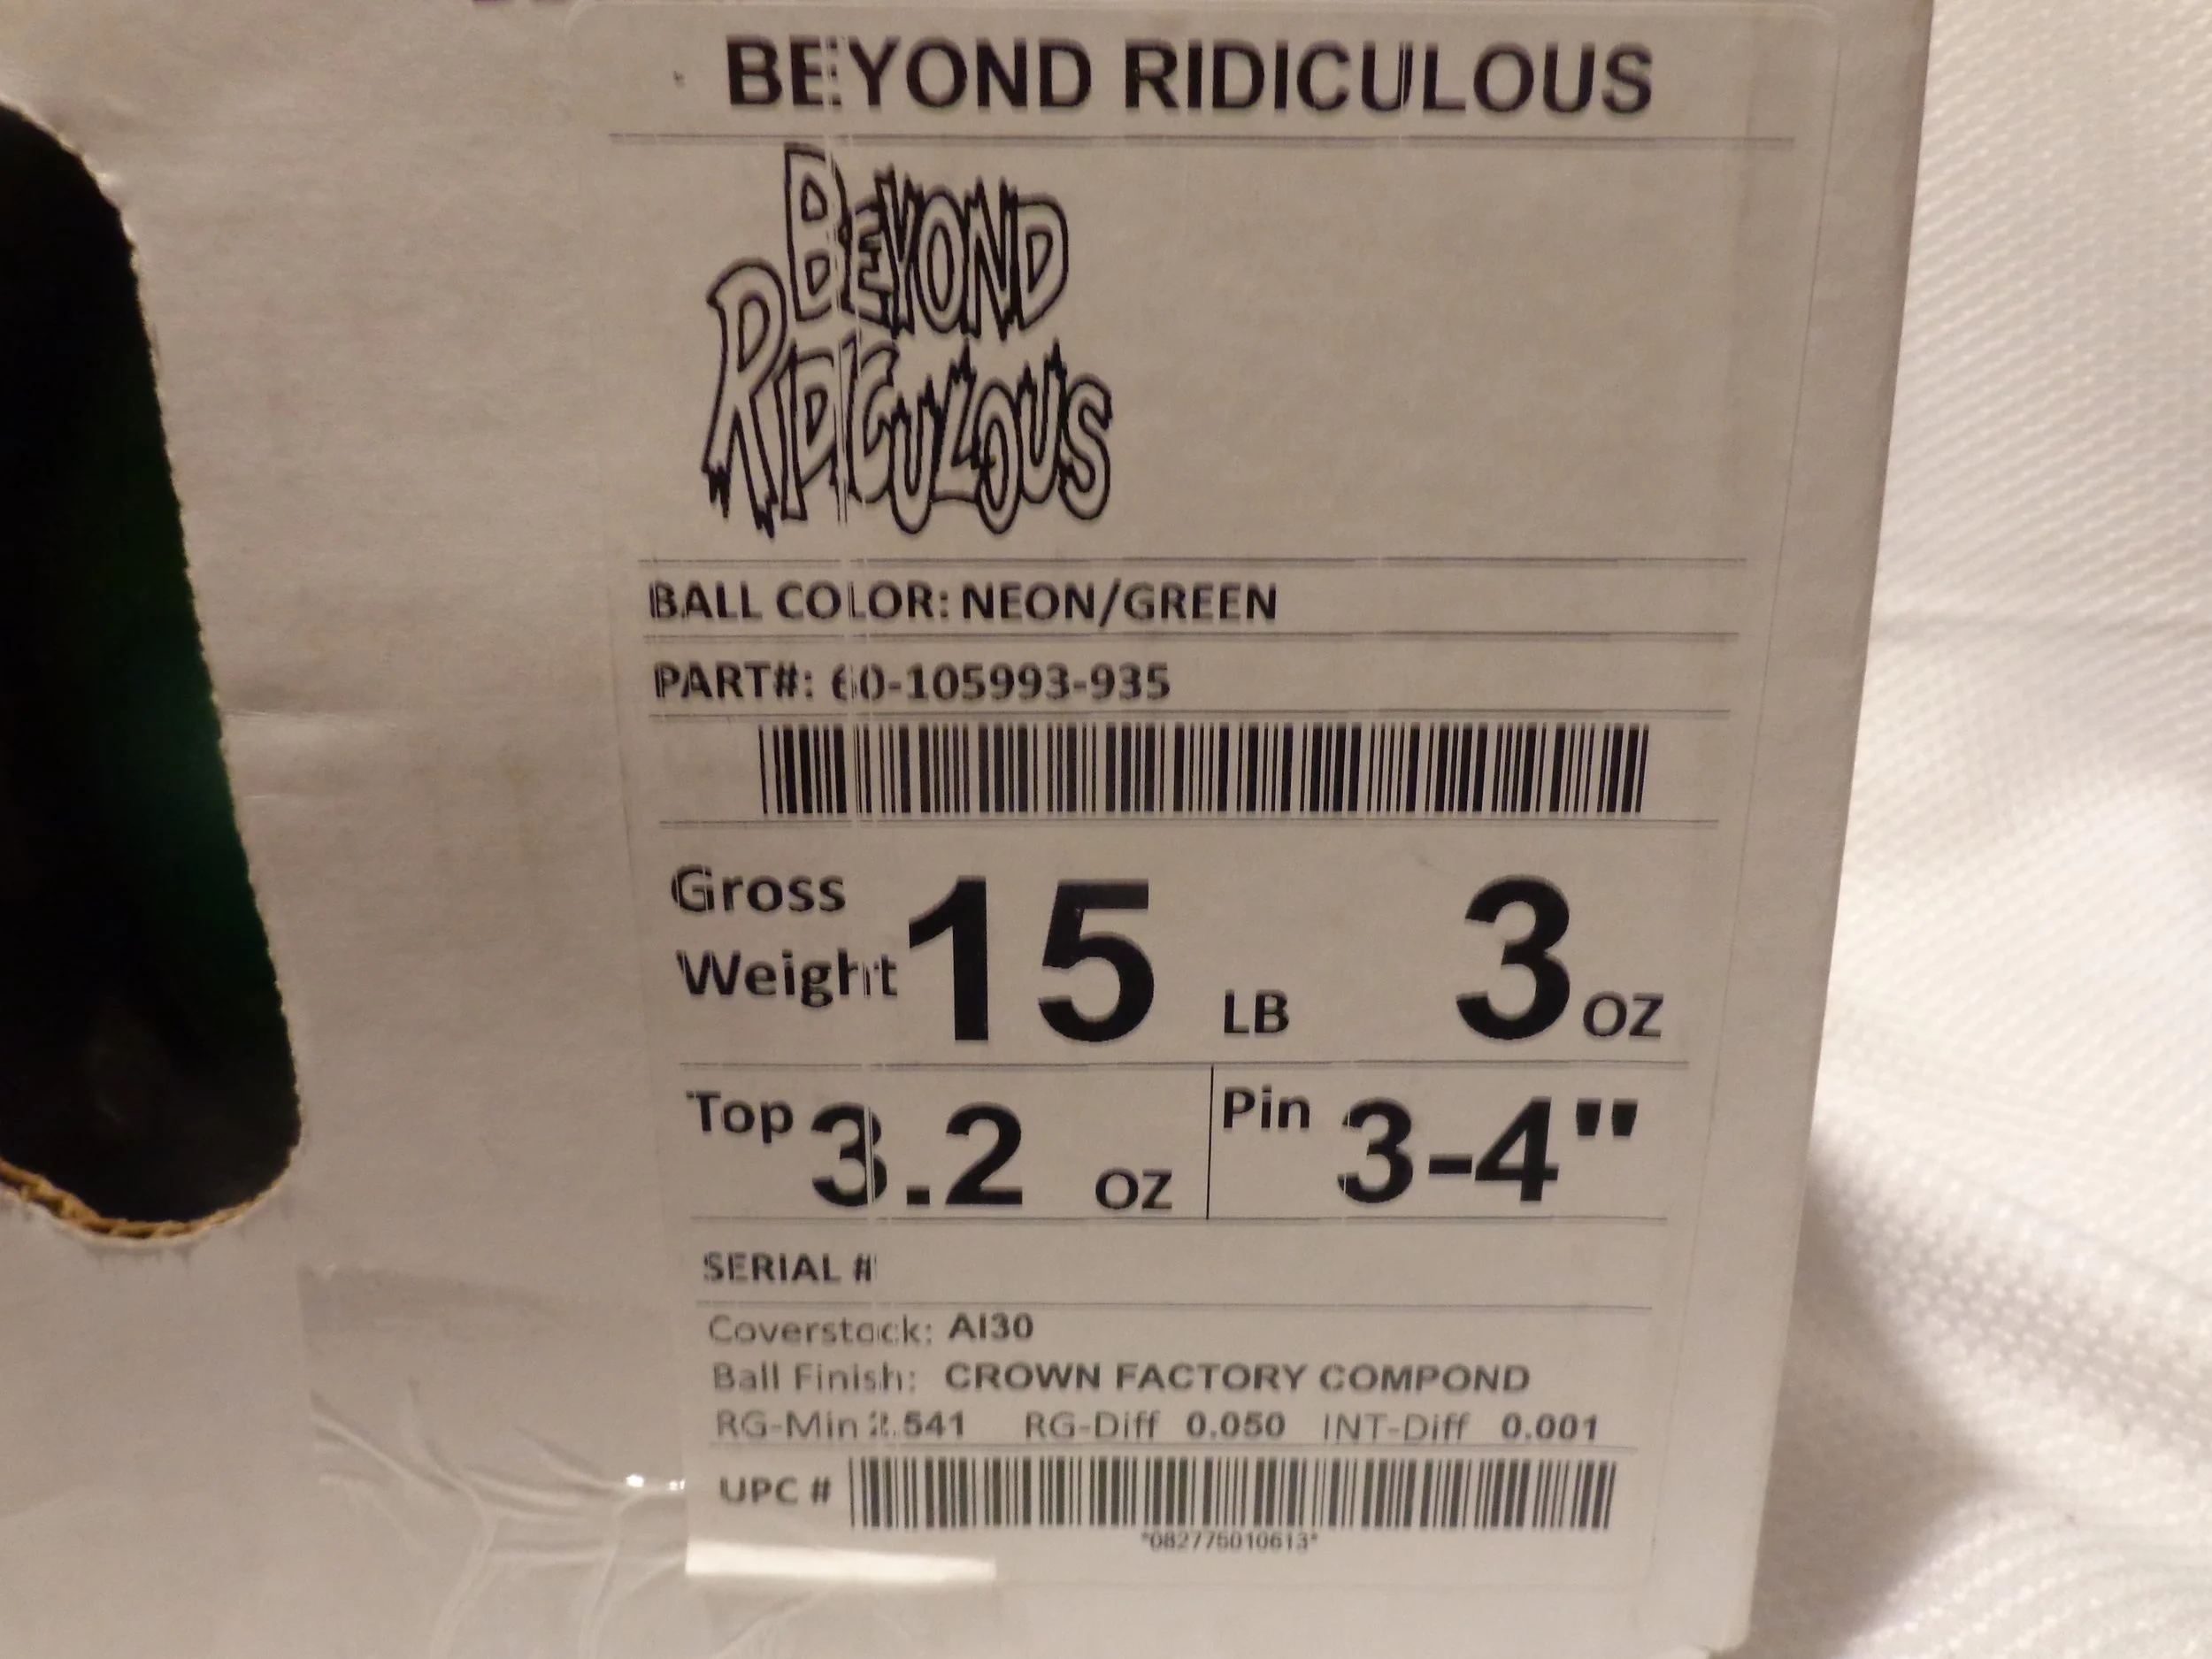 BEYOND RIDICULOUS
BEYOND
RIDICULOUS
BALL COLOR: NEON/GREEN
PART#: 60-105993-935
Gross Weight 15 LB 3 OZ
Top 3.2 OZ Pin 3-4"
SERIAL #
Coverstock: AI30
Ball Finish: CROWN FACTORY COMPOND
RG-Min 2.541 RG-Diff 0.050 INT-Diff 0.001
UPC #
*082775010613*